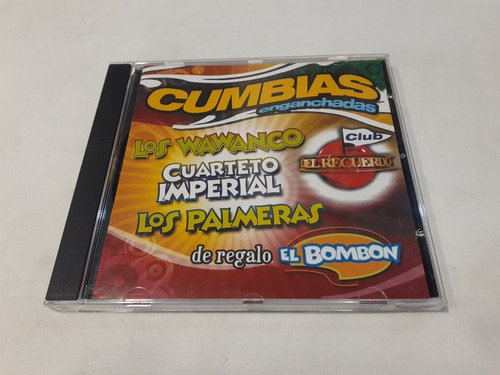 CUMBIAS
enganchadas
LOS WAWANCO
Club
EL RECUERDO
CUARTETO
IMPERIAL
LOS PALMERAS
de regalo EL BOMBON